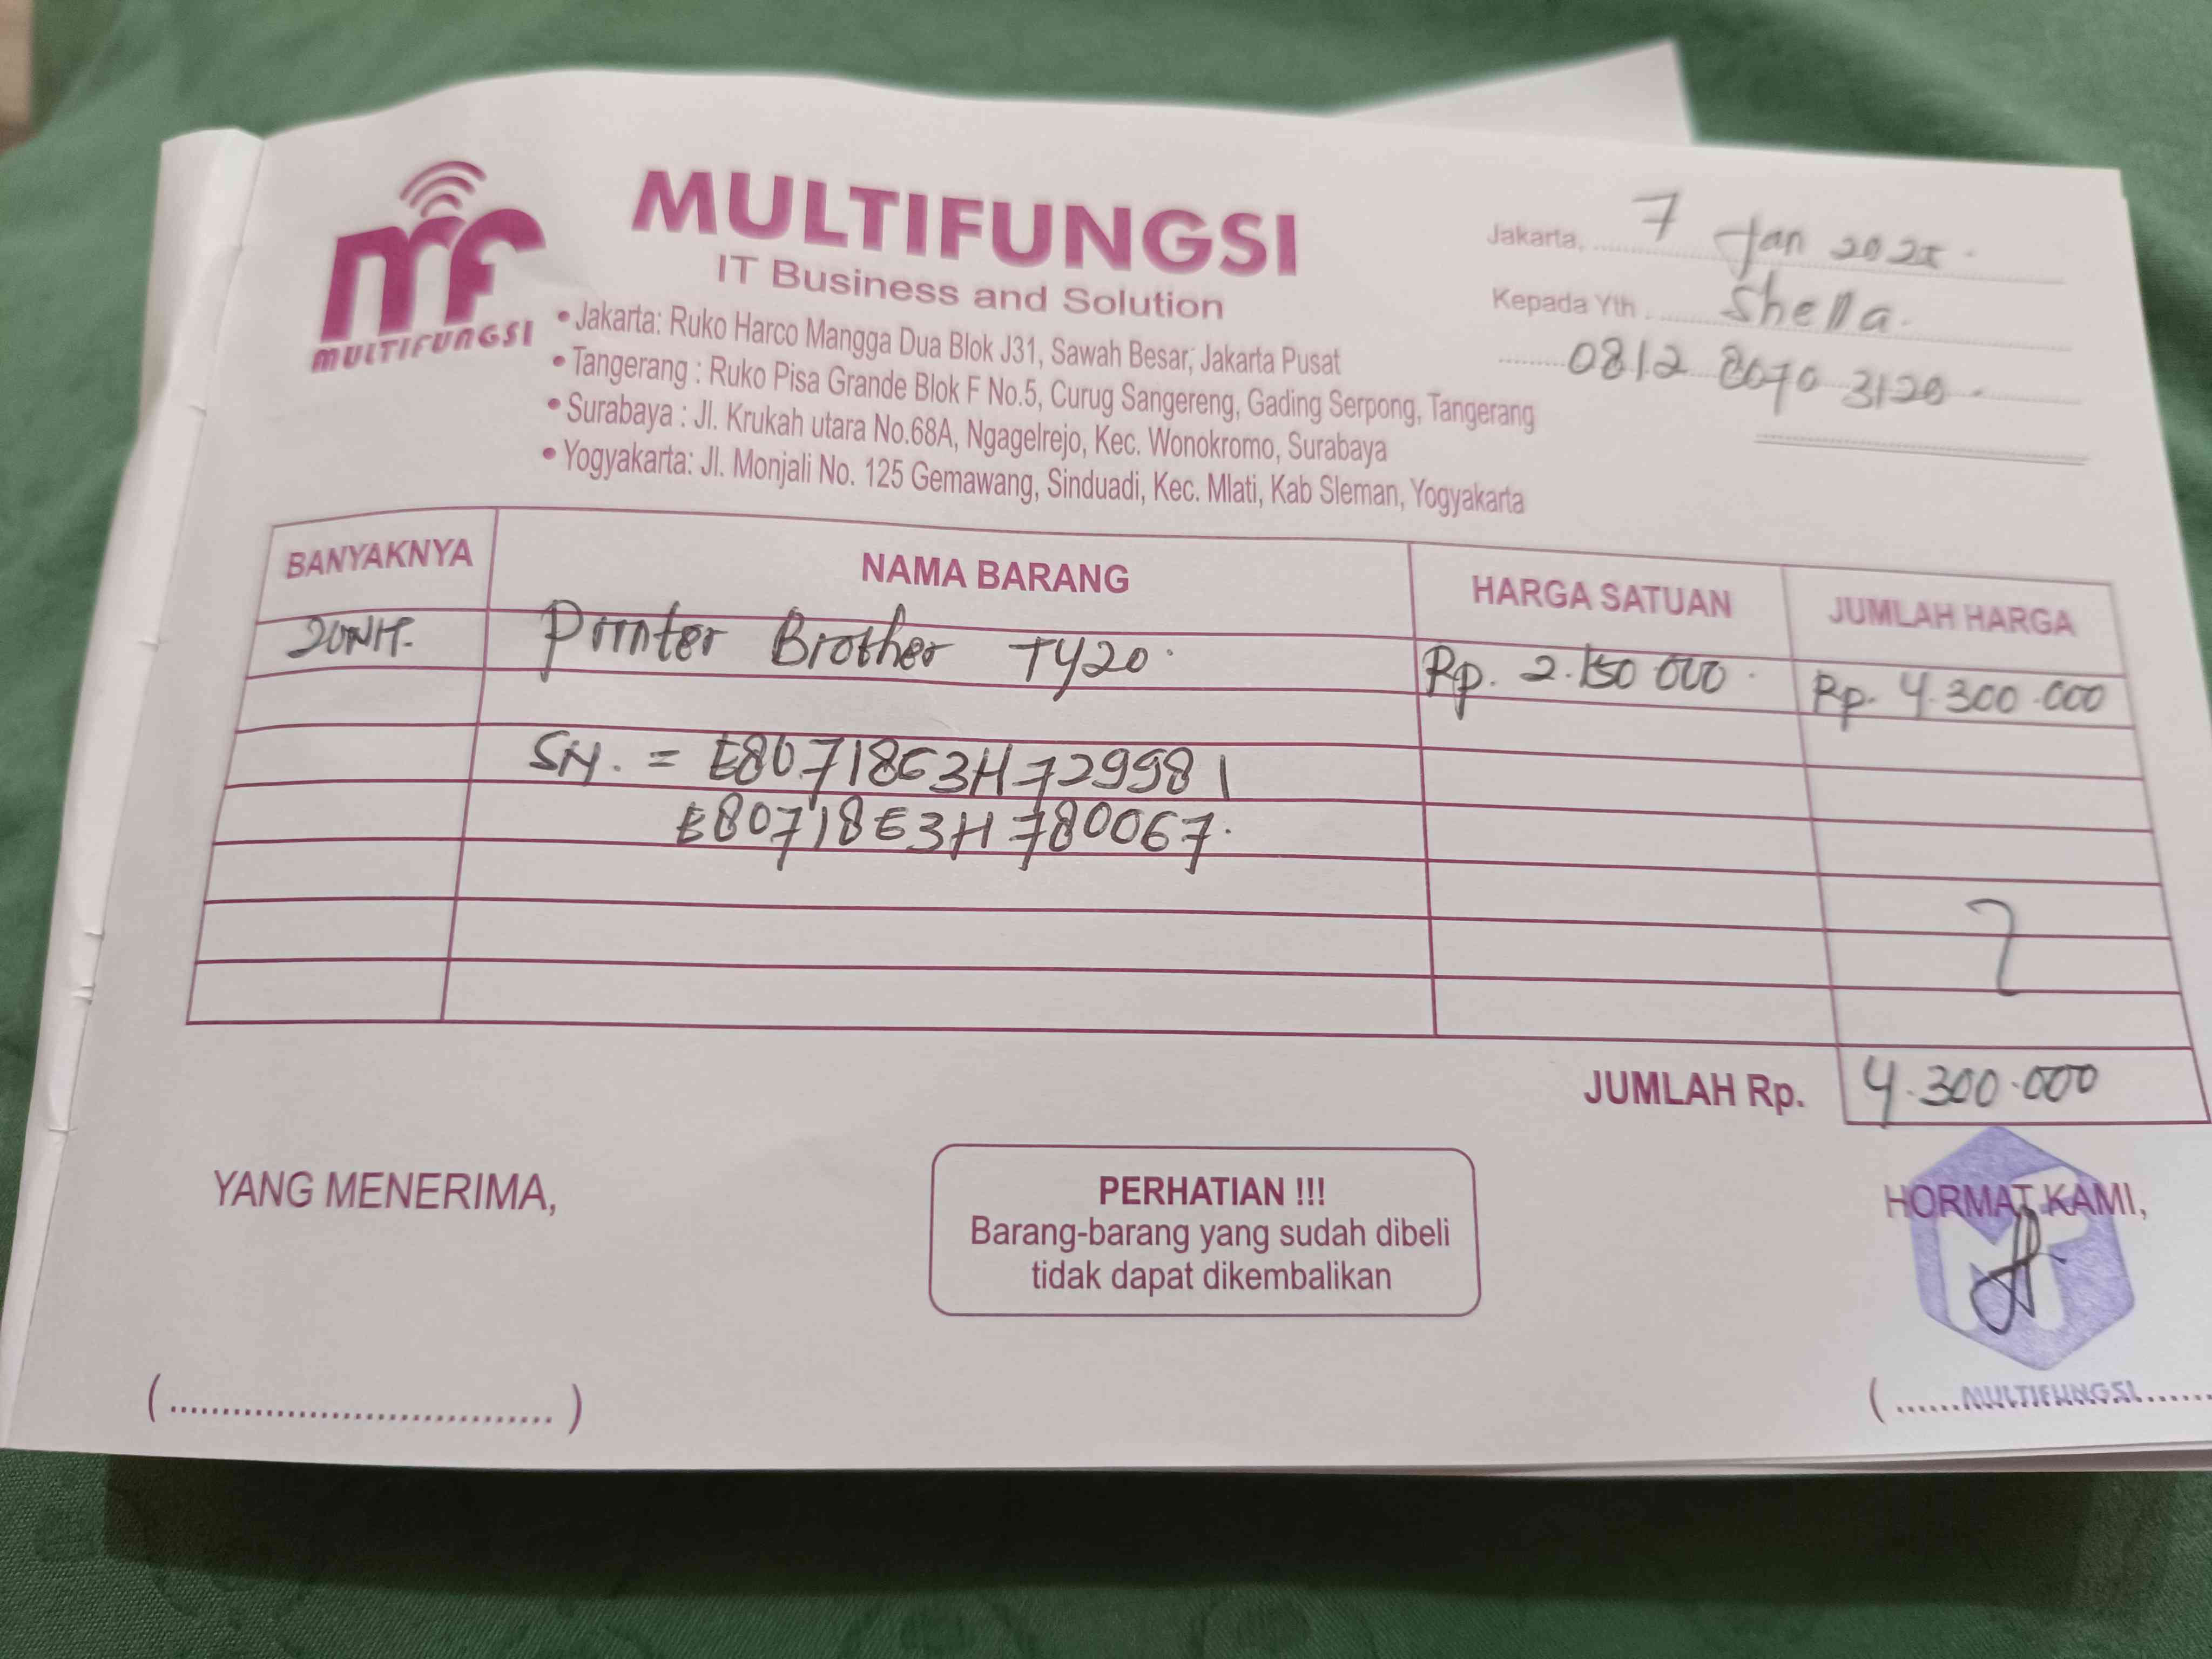 MULTIFUNGSI
IT Business and Solution
mf
MULTIFUNGSI
• Jakarta: Ruko Harco Mangga Dua Blok J31, Sawah Besar, Jakarta Pusat
• Tangerang : Ruko Pisa Grande Blok F No.5, Curug Sangereng, Gading Serpong, Tangerang
• Surabaya : Jl. Krukah utara No.68A, Ngagelrejo, Kec. Wonokromo, Surabaya
• Yogyakarta: Jl. Monjali No. 125 Gemawang, Sinduadi, Kec. Mlati, Kab Sleman, Yogyakarta
Jakarta, 7 Jan 2025.
Kepada Yth. Shella.
0812 8070 3120.
BANYAKNYA NAMA BARANG HARGA SATUAN JUMLAH HARGA
2UNIT. Printer Brother T420. Rp. 2.150 000. Rp. 4.300.000
SN. = E80718E3H729981
E80718E3H780067.
JUMLAH Rp. 4.300.000
YANG MENERIMA,
PERHATIAN !!!
Barang-barang yang sudah dibeli
tidak dapat dikembalikan
HORMAT KAMI,
(..................................)
(......MULTIFUNGSI......